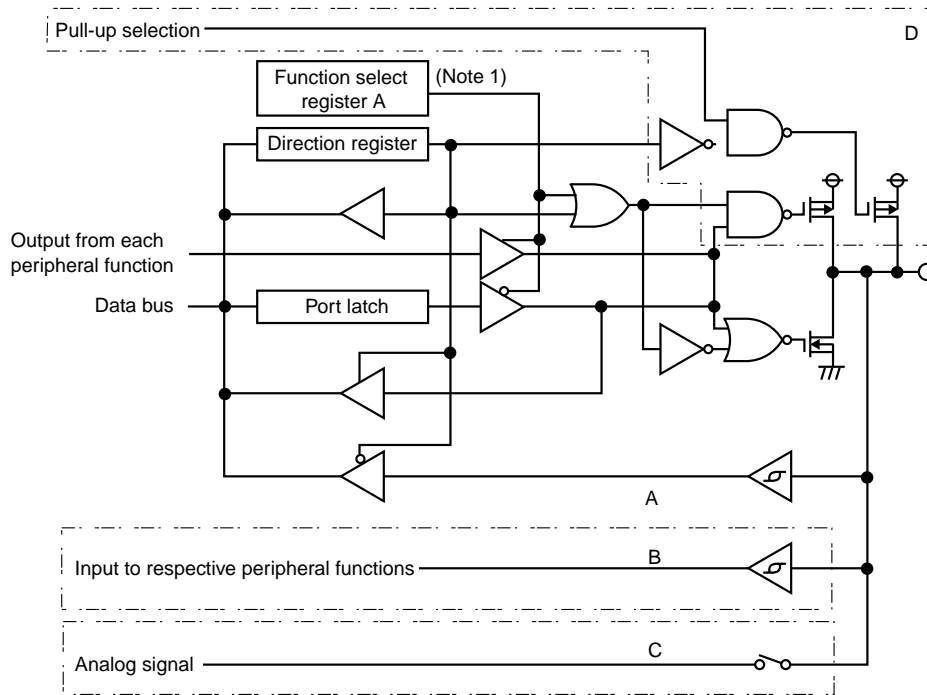 Pull-up selection
D
Function select
register A
(Note 1)
Direction register
Output from each
peripheral function
Data bus
Port latch
A
Input to respective peripheral functions
B
Analog signal
C